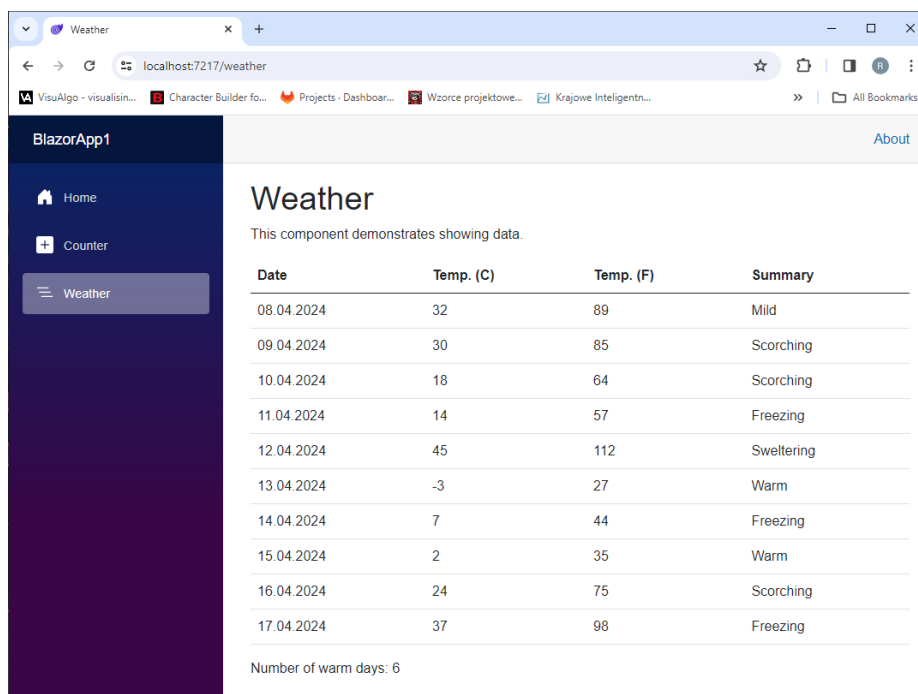 Weather
localhost:7217/weather
VisuAlgo - visualisin... Character Builder fo... Projects · Dashboar... Wzorce projektowe... Krajowe Inteligentn... » All Bookmarks
BlazorApp1 About
Home
Counter
Weather
Weather
This component demonstrates showing data.
Date Temp. (C) Temp. (F) Summary
08.04.2024 32 89 Mild
09.04.2024 30 85 Scorching
10.04.2024 18 64 Scorching
11.04.2024 14 57 Freezing
12.04.2024 45 112 Sweltering
13.04.2024 -3 27 Warm
14.04.2024 7 44 Freezing
15.04.2024 2 35 Warm
16.04.2024 24 75 Scorching
17.04.2024 37 98 Freezing
Number of warm days: 6